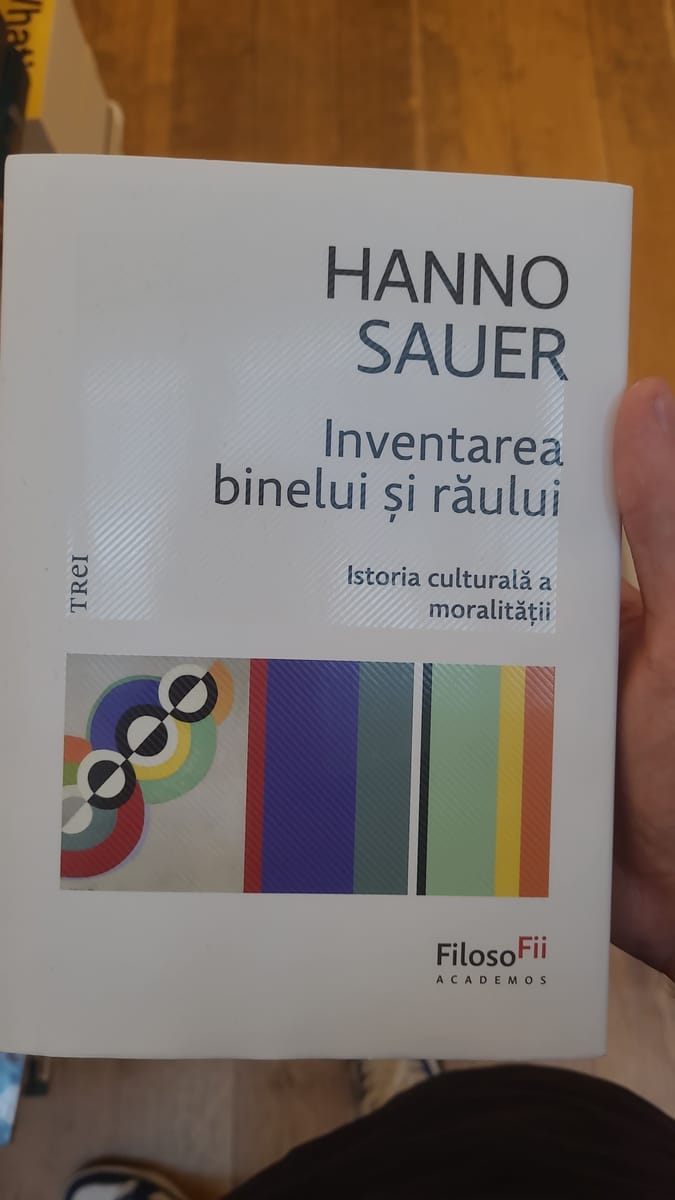 HANNO
SAUER
Inventarea
binelui și răului
Istoria culturală a
moralității
TREI
FilosoFii
ACADEMOS